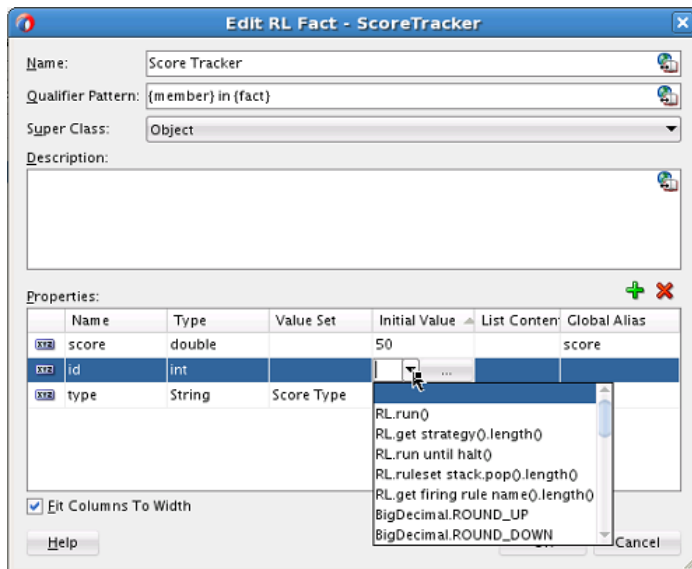 Edit RL Fact - ScoreTracker
Name: Score Tracker
Qualifier Pattern: {member} in {fact}
Super Class: Object
Description:
Properties:
Name Type Value Set Initial Value List Conten Global Alias
score double 50 score
id int ...
type String Score Type
RL.run()
RL.get strategy().length()
RL.run until halt()
RL.ruleset stack.pop().length()
RL.get firing rule name().length()
BigDecimal.ROUND_UP
BigDecimal.ROUND_DOWN
Fit Columns To Width
Help Cancel